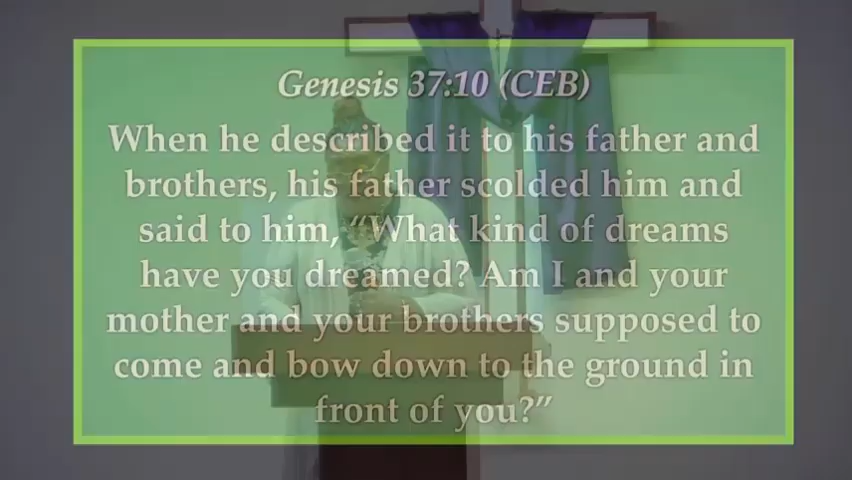 Genesis 37:10 (CEB)
When he described it to his father and
brothers, his father scolded him and
said to him, “What kind of dreams
have you dreamed? Am I and your
mother and your brothers supposed to
come and bow down to the ground in
front of you?”